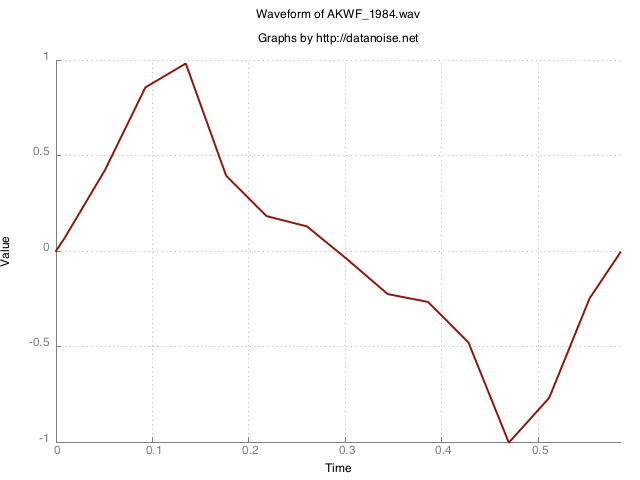 Waveform of AKWF_1984.wav
Graphs by http://datanoise.net
1
0.5
0
-0.5
-1
Value
0 0.1 0.2 0.3 0.4 0.5
Time